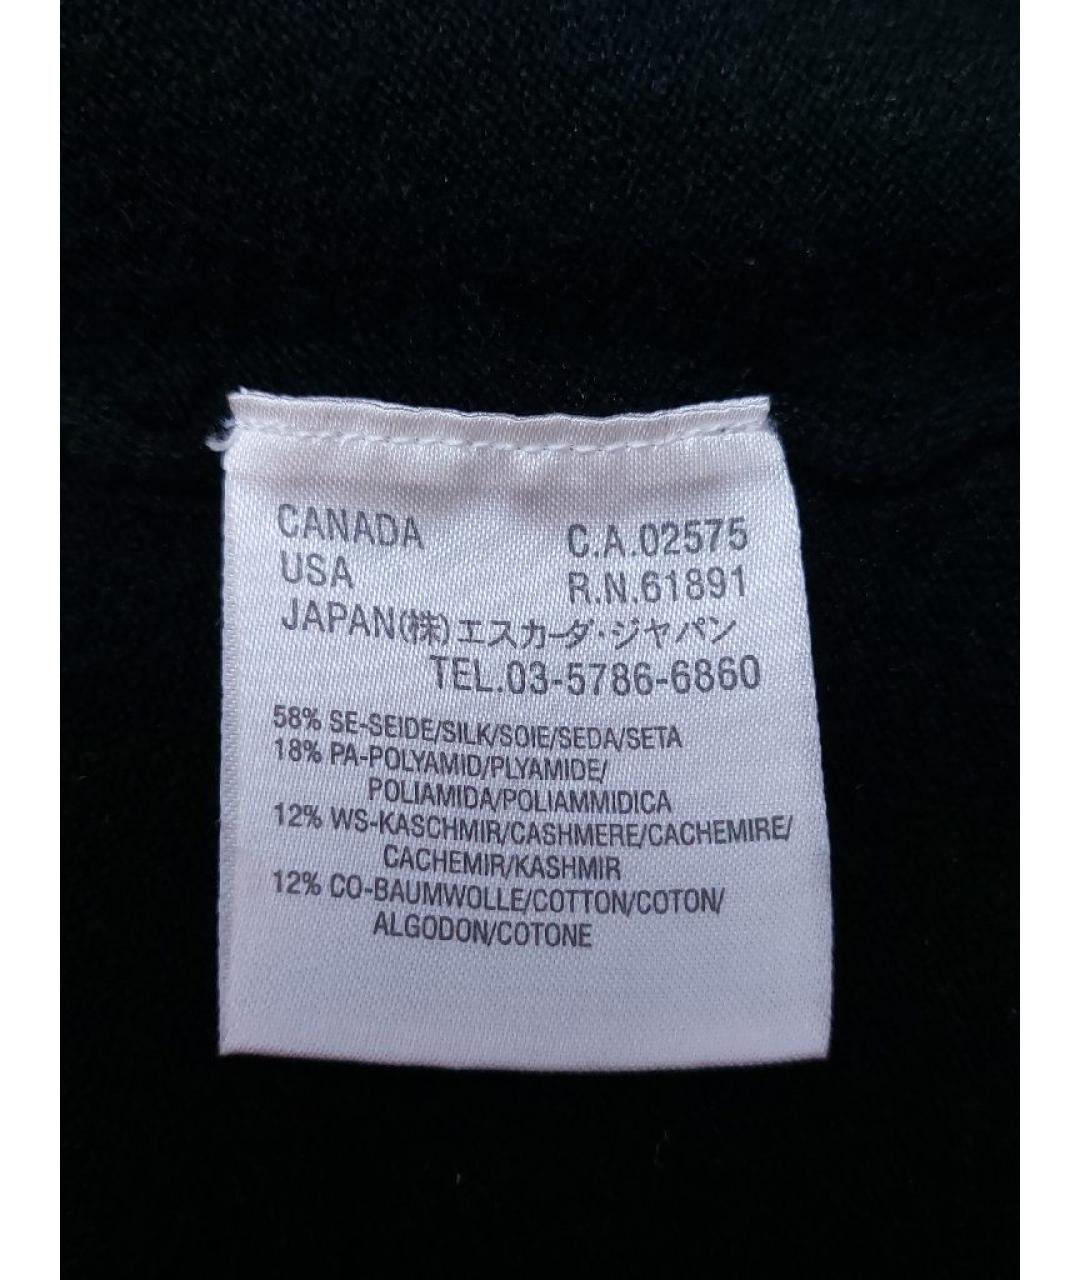 CANADA C.A.02575
USA R.N.61891
JAPAN(株)エスカーダ・ジャパン
TEL.03-5786-6860
58% SE-SEIDE/SILK/SOIE/SEDA/SETA
18% PA-POLYAMID/PLYAMIDE/
POLIAMIDA/POLIAMMIDICA
12% WS-KASCHMIR/CASHMERE/CACHEMIRE/
CACHEMIR/KASHMIR
12% CO-BAUMWOLLE/COTTON/COTON/
ALGODON/COTONE